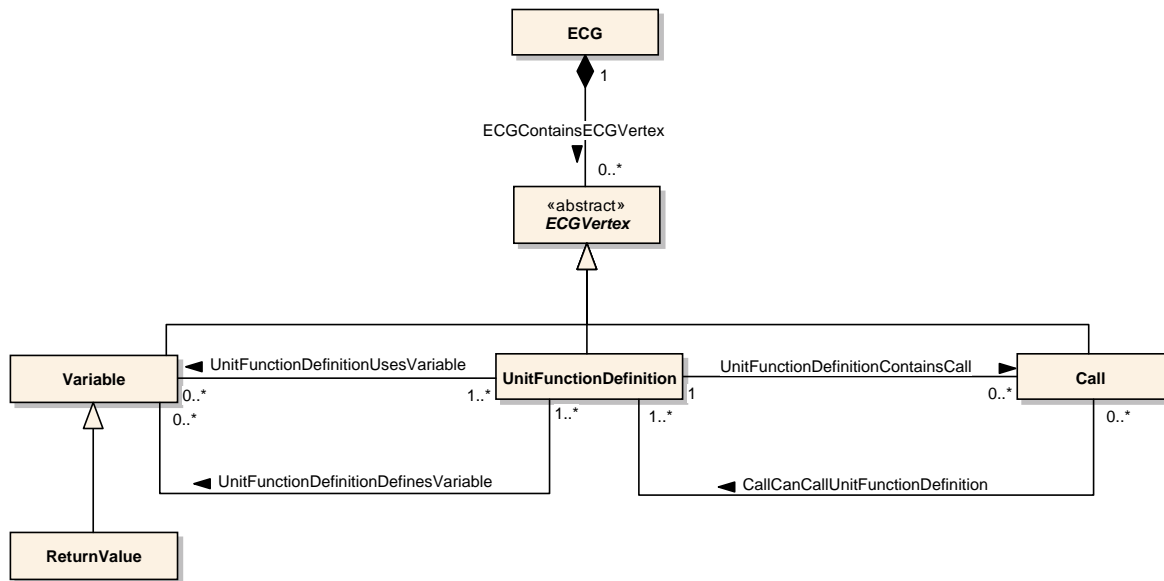 ECG
1
ECGContainsECGVertex
0..*
«abstract»
ECGVertex
Variable
UnitFunctionDefinitionUsesVariable
0..*
1..*
UnitFunctionDefinition
UnitFunctionDefinitionContainsCall
1
0..*
Call
0..*
1..*
UnitFunctionDefinitionDefinesVariable
1..*
0..*
CallCanCallUnitFunctionDefinition
ReturnValue